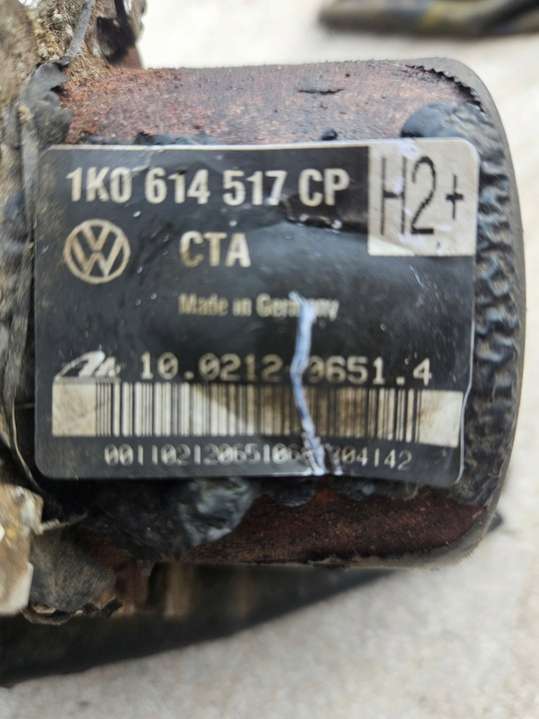 1K0 614 517 CP
H2+
CTA
Made in Germany
10.0212-0651.4